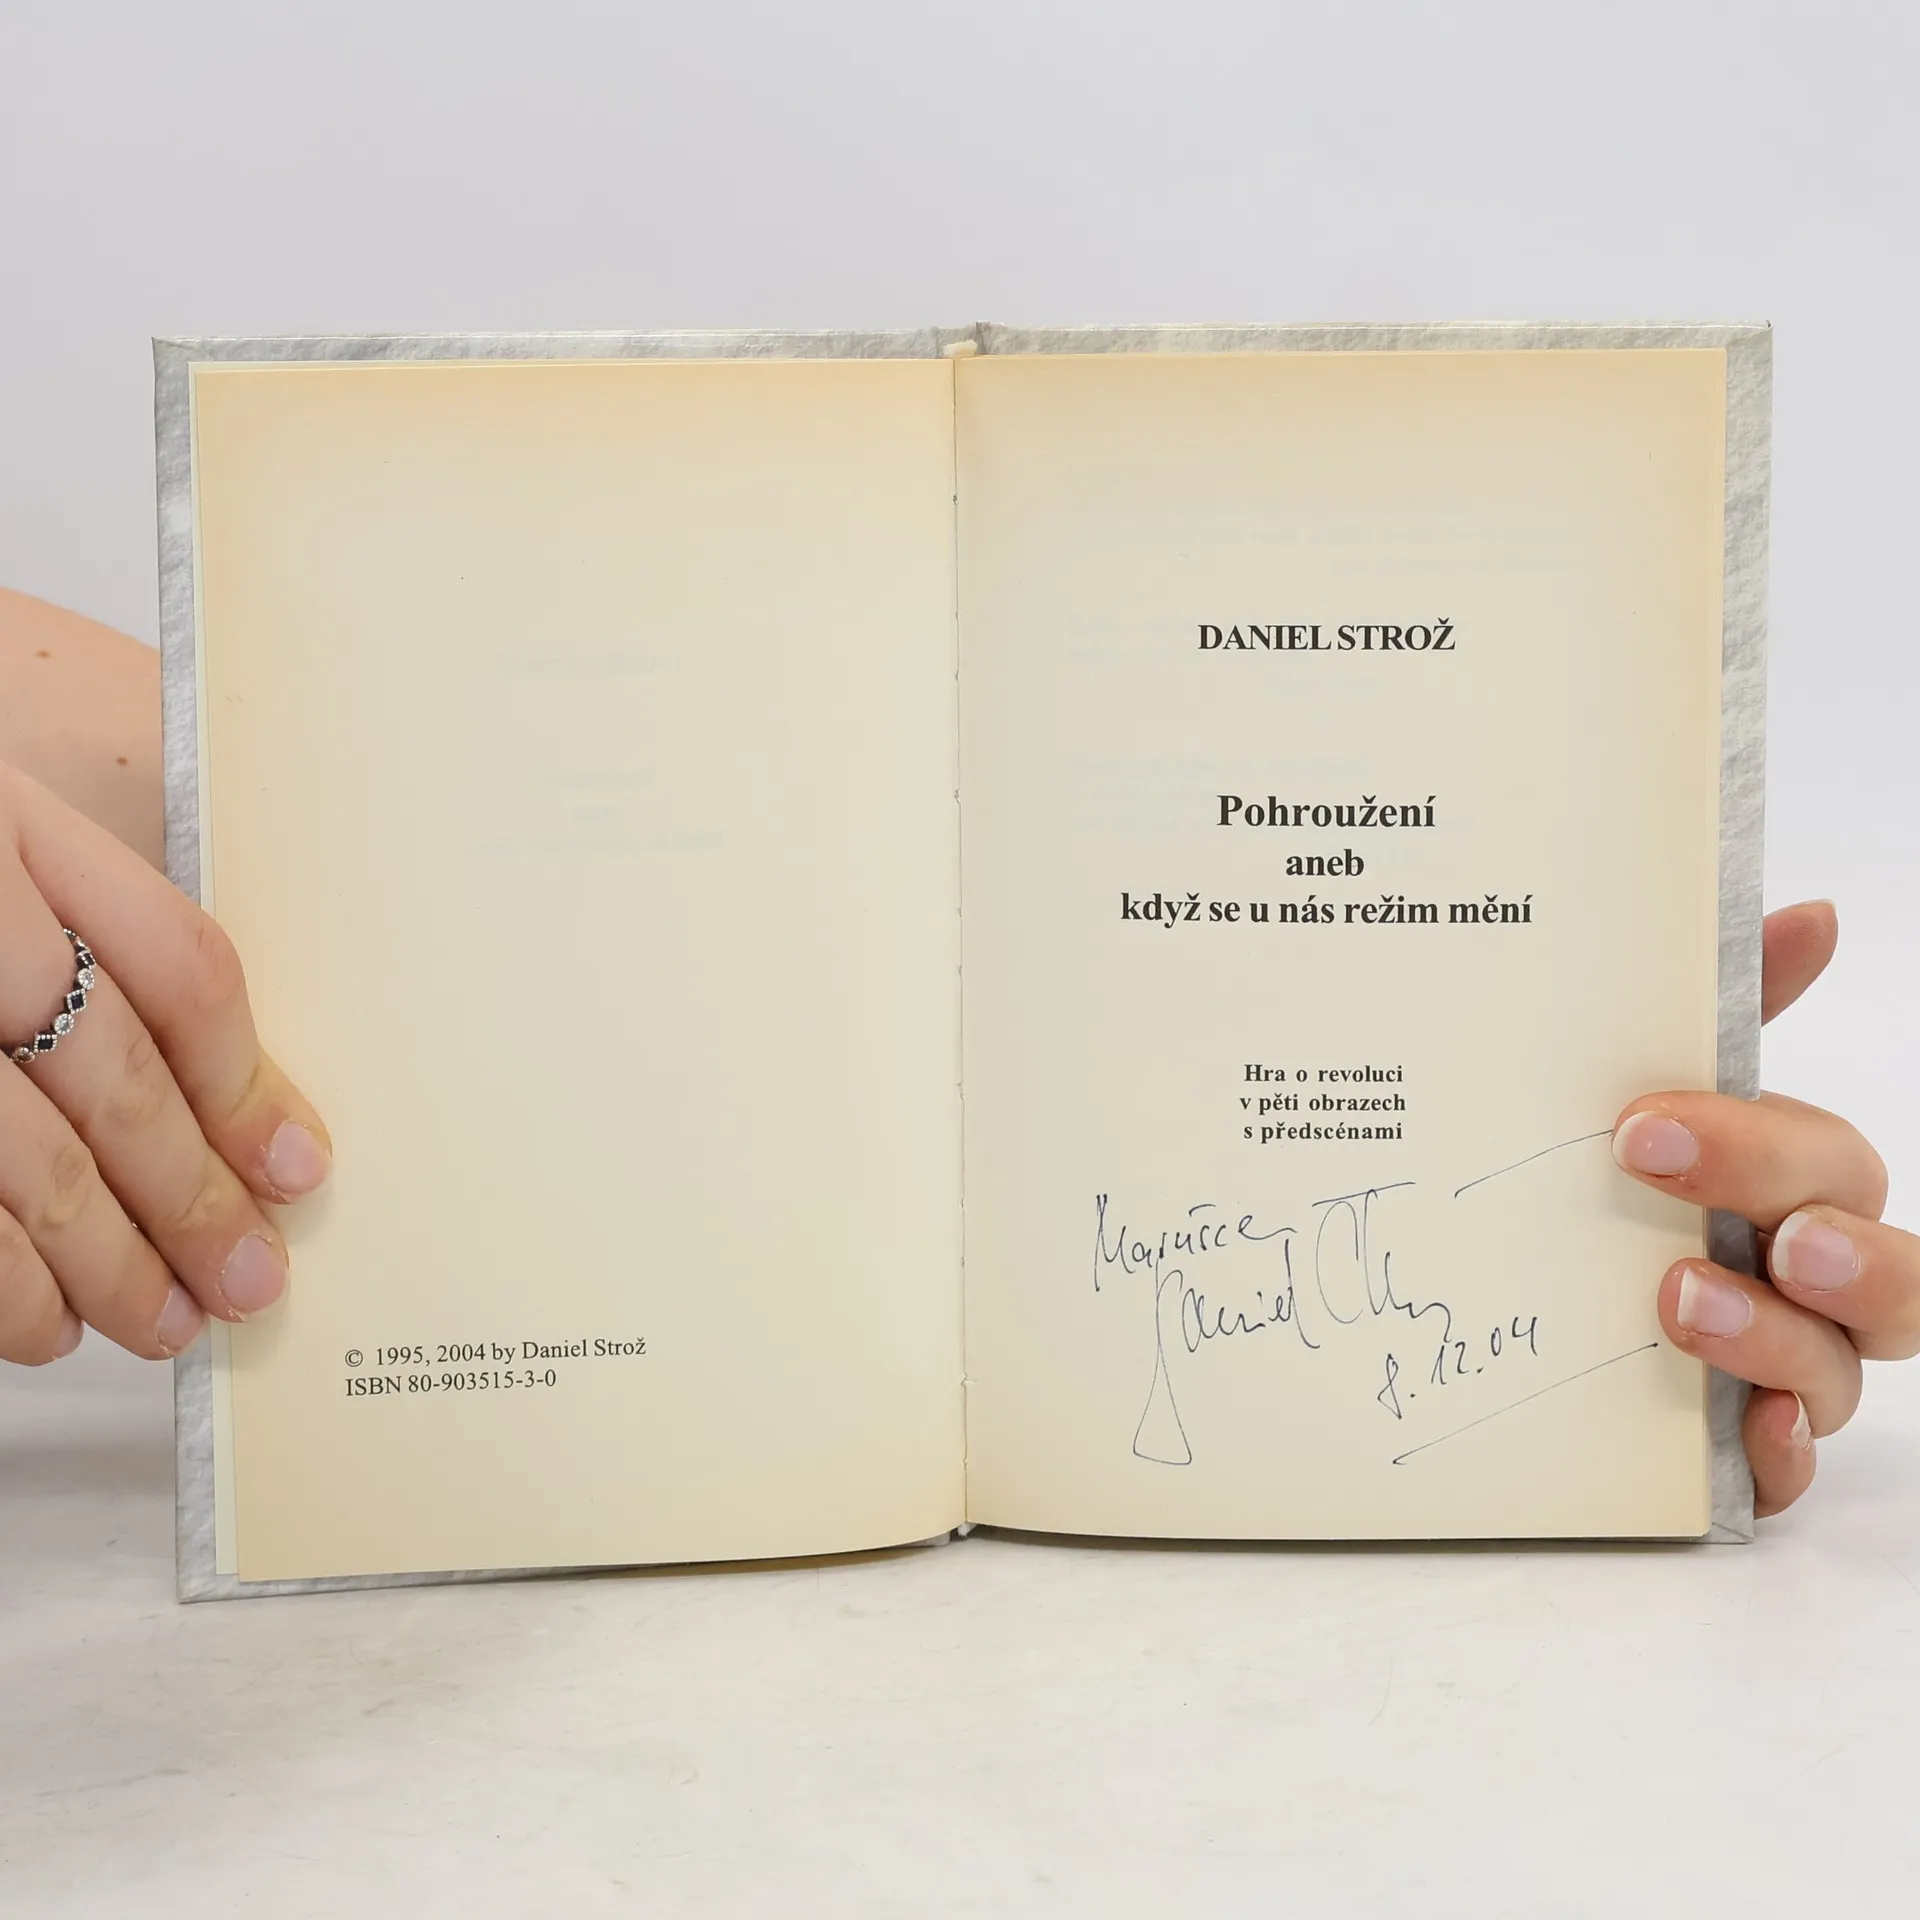 © 1995, 2004 by Daniel Strož
ISBN 80-903515-3-0
DANIEL STROŽ
Pohroužení
aneb
když se u nás režim mění
Hra o revoluci
v pěti obrazech
s předscénami
Marušce
Daniel
8.12.04